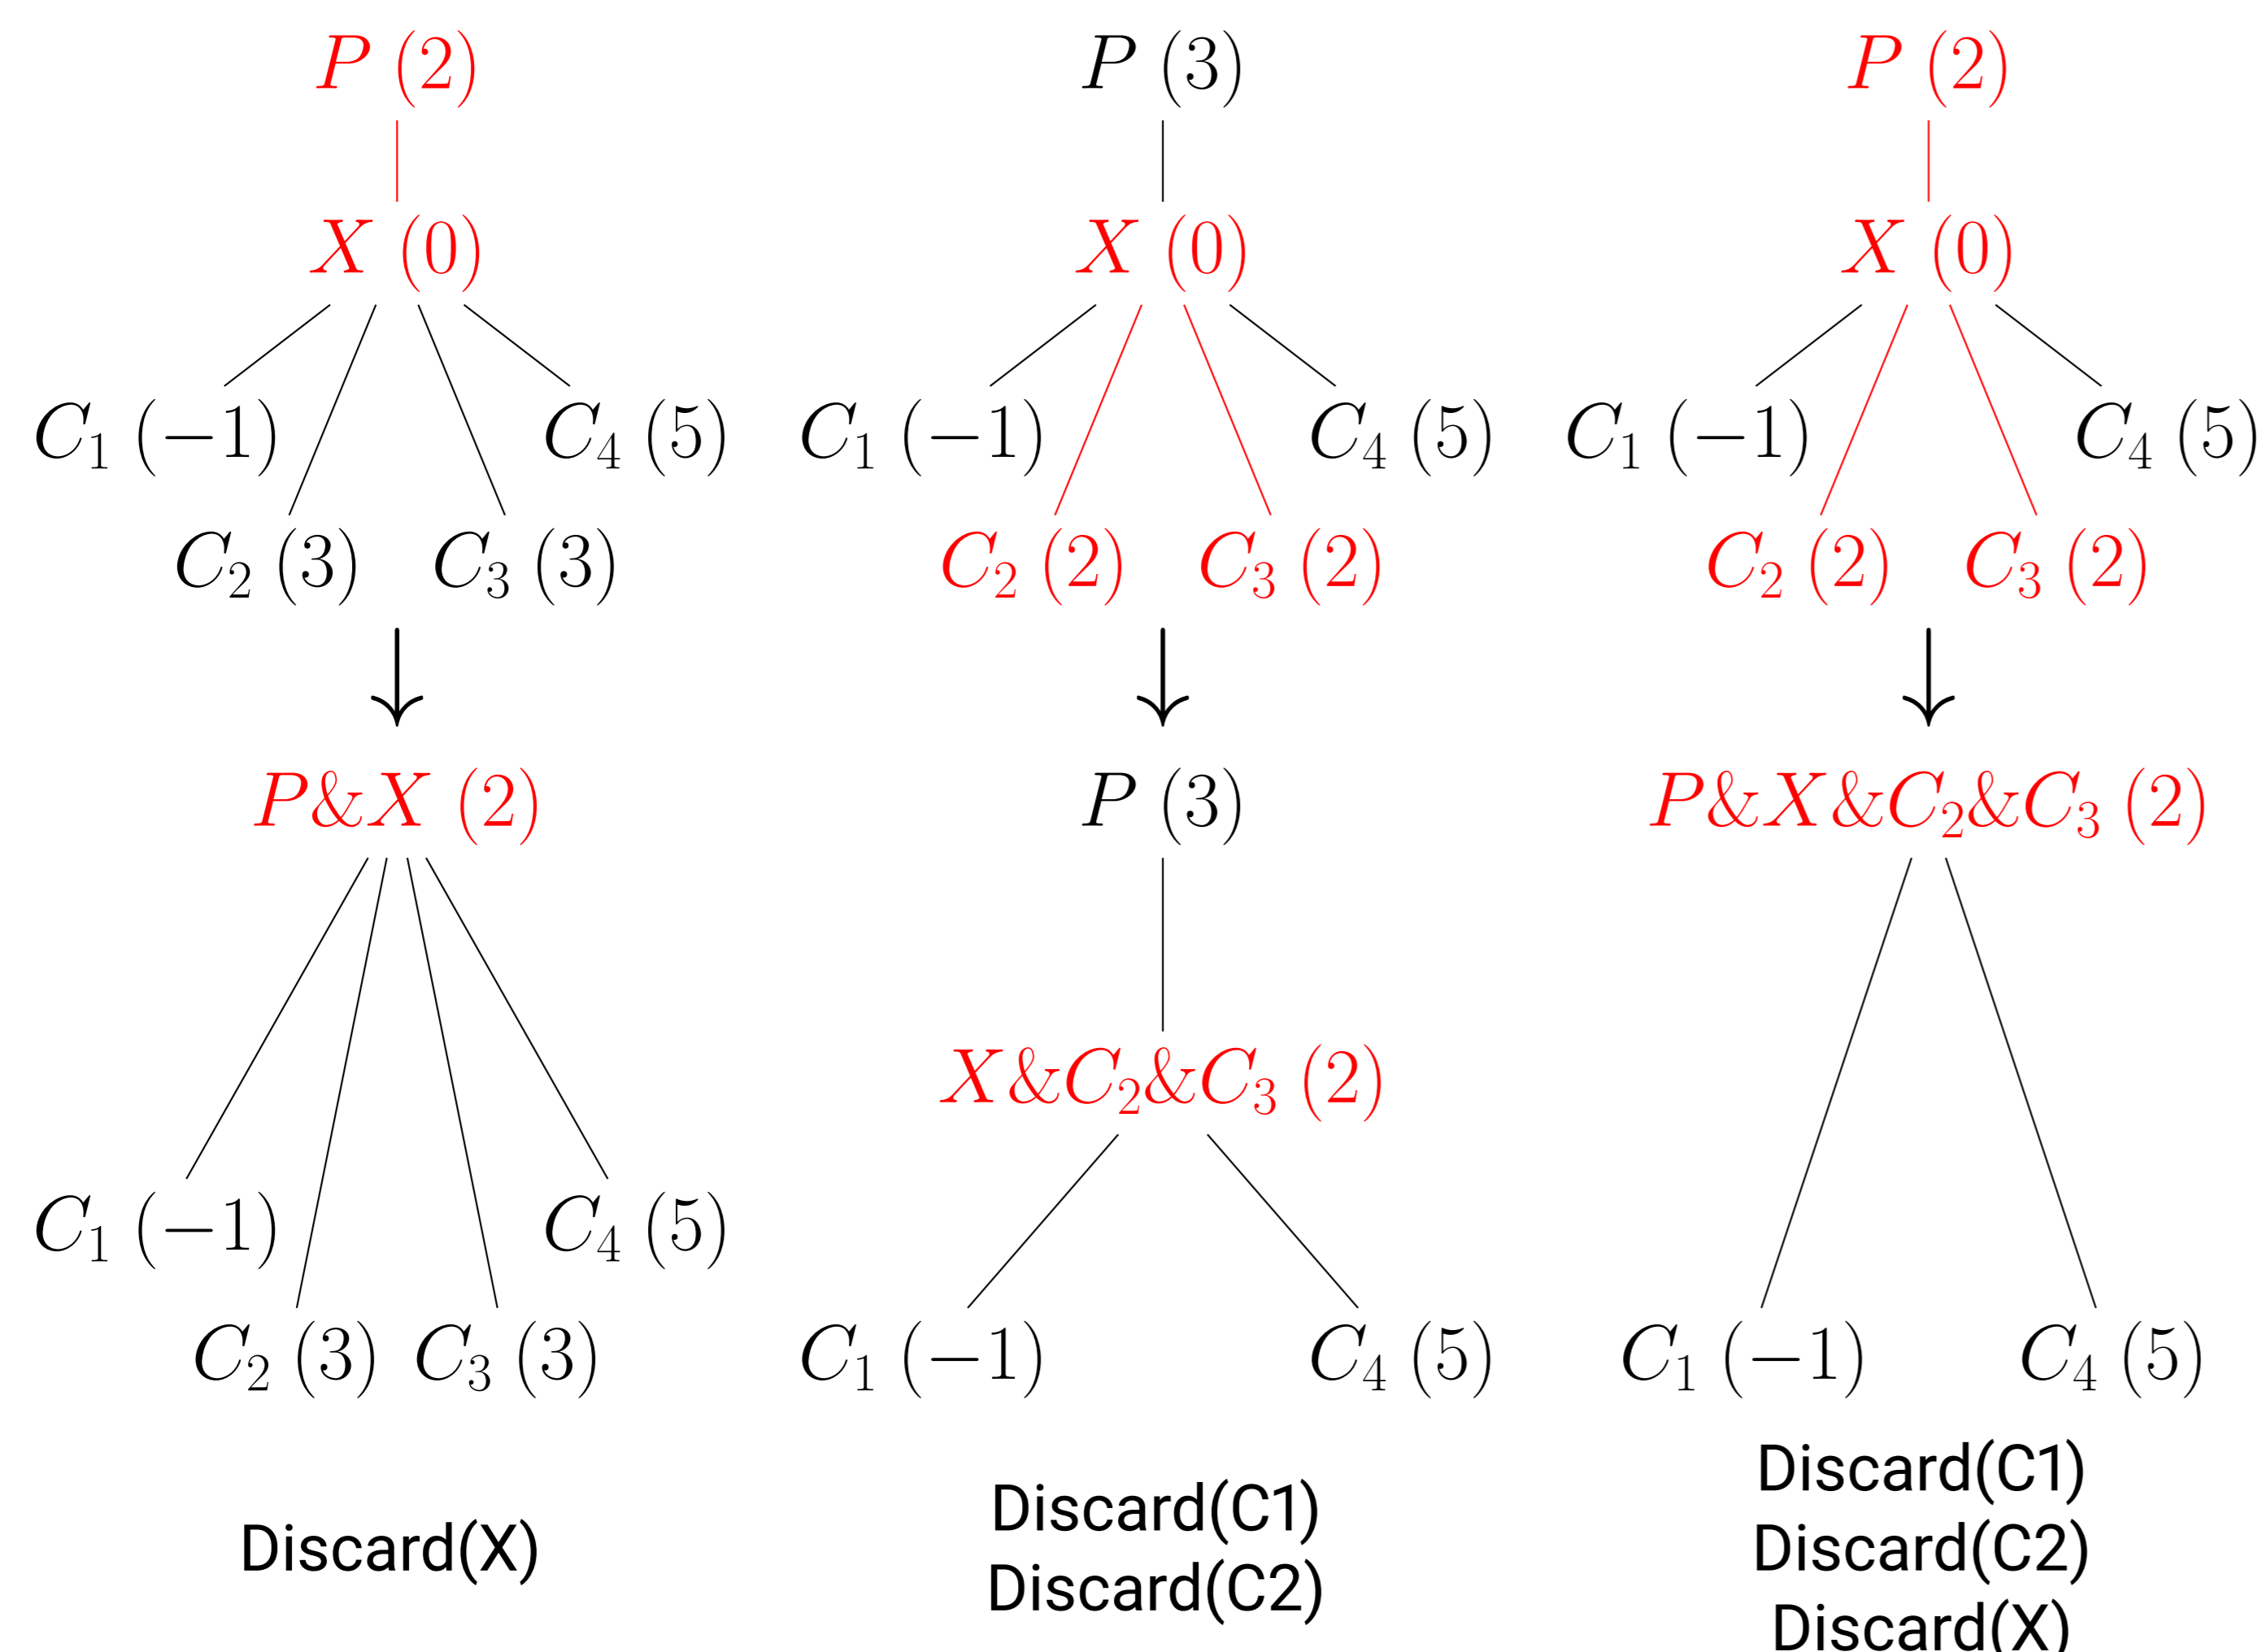 P (2) P (3) P (2)
X (0) X (0) X (0)
C₁ (−1) C₄ (5) C₁ (−1) C₄ (5) C₁ (−1) C₄ (5)
C₂ (3) C₃ (3) C₂ (2) C₃ (2) C₂ (2) C₃ (2)
P&X (2) P (3) P&X&C₂&C₃ (2)
X&C₂&C₃ (2)
C₁ (−1) C₄ (5)
C₂ (3) C₃ (3) C₁ (−1) C₄ (5) C₁ (−1) C₄ (5)
Discard(X)
Discard(C1)
Discard(C2)
Discard(C1)
Discard(C2)
Discard(X)